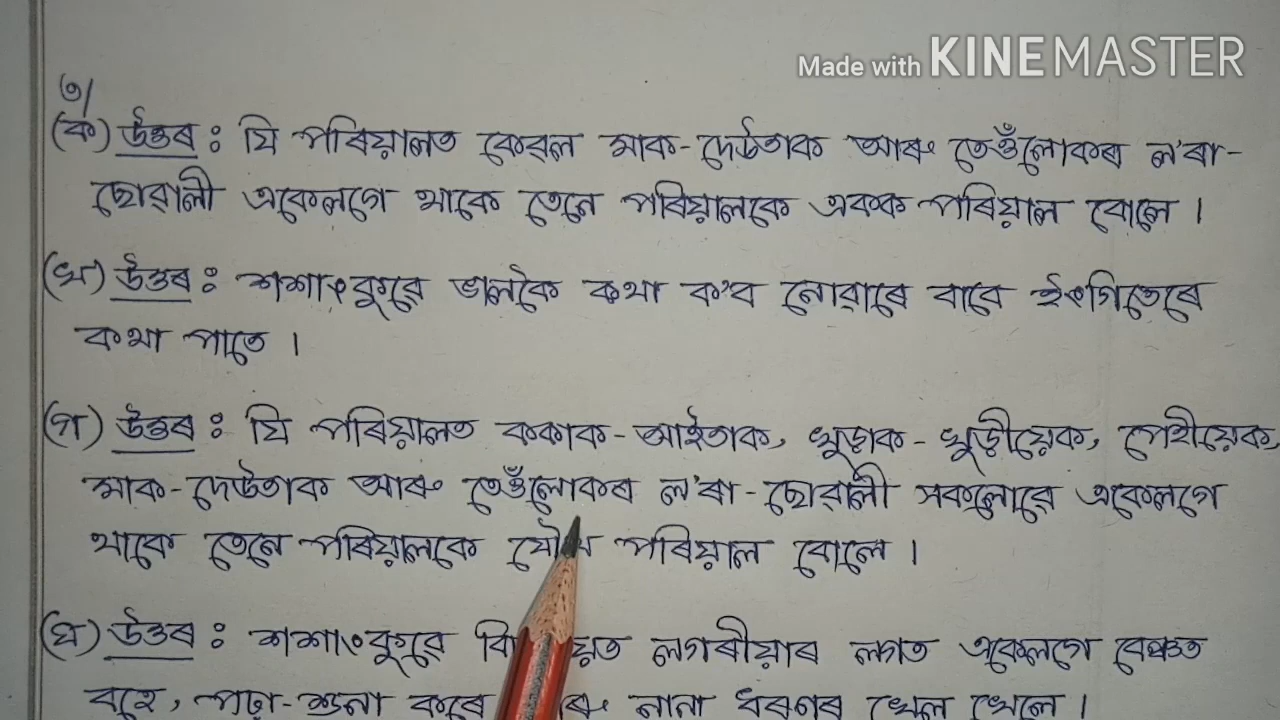 Made with KINEMASTER
৩/
(ক) উত্তৰ : যি পৰিয়ালত কেৱল মাক-দেউতাক আৰু তেওঁলোকৰ ল'ৰা-
ছোৱালী একেলগে থাকে তেনে পৰিয়ালকে একক পৰিয়াল বোলে ।
(খ) উত্তৰ : শশাংকুৱে ভালকৈ কথা ক'ব নোৱাৰে বাবে ইংগিতেৰে
কথা পাতে ।
(গ) উত্তৰ : যি পৰিয়ালত ককাক-আইতাক, খুড়াক-খুড়ীয়েক, পেহীয়েক,
মাক-দেউতাক আৰু তেওঁলোকৰ ল'ৰা-ছোৱালী সকলোৱে একেলগে
থাকে তেনে পৰিয়ালকে যৌথ পৰিয়াল বোলে ।
(ঘ) উত্তৰ : লগৰীয়াৰ লগত একেলগে বেঞ্চত
বহে, পঢ়া-শুনা কৰে নানা ধৰণৰ খেল খেলে ।